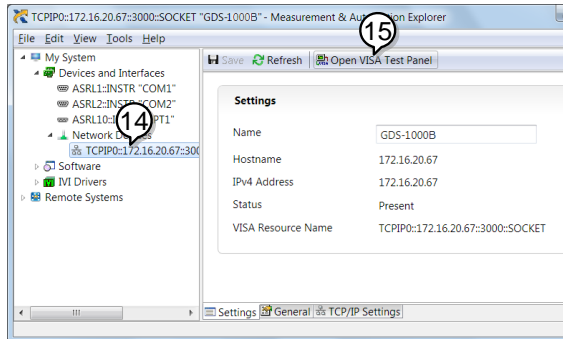 TCPIP0::172.16.20.67::3000::SOCKET "GDS-1000B" - Measurement & Automation Explorer
15
File Edit View Tools Help
Save Refresh Open VISA Test Panel
My System
Devices and Interfaces
ASRL1::INSTR "COM1"
ASRL2::INSTR "COM2"
ASRL10::I
14
Network
TCPIP0::172.16.20.67::300
Software
IVI Drivers
Remote Systems
Settings
Name GDS-1000B
Hostname 172.16.20.67
IPv4 Address 172.16.20.67
Status Present
VISA Resource Name TCPIP0::172.16.20.67::3000::SOCKET
Settings General TCP/IP Settings